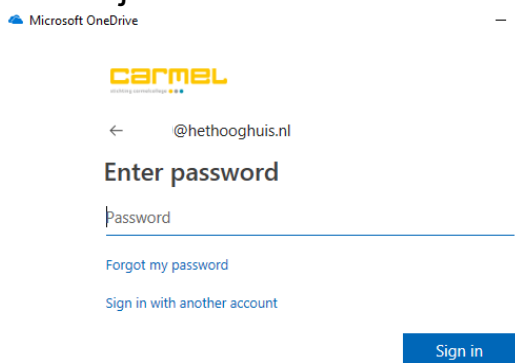 Microsoft OneDrive
carmel
stichting carmelcollege
@hethooghuis.nl
Enter password
Password
Forgot my password
Sign in with another account
Sign in